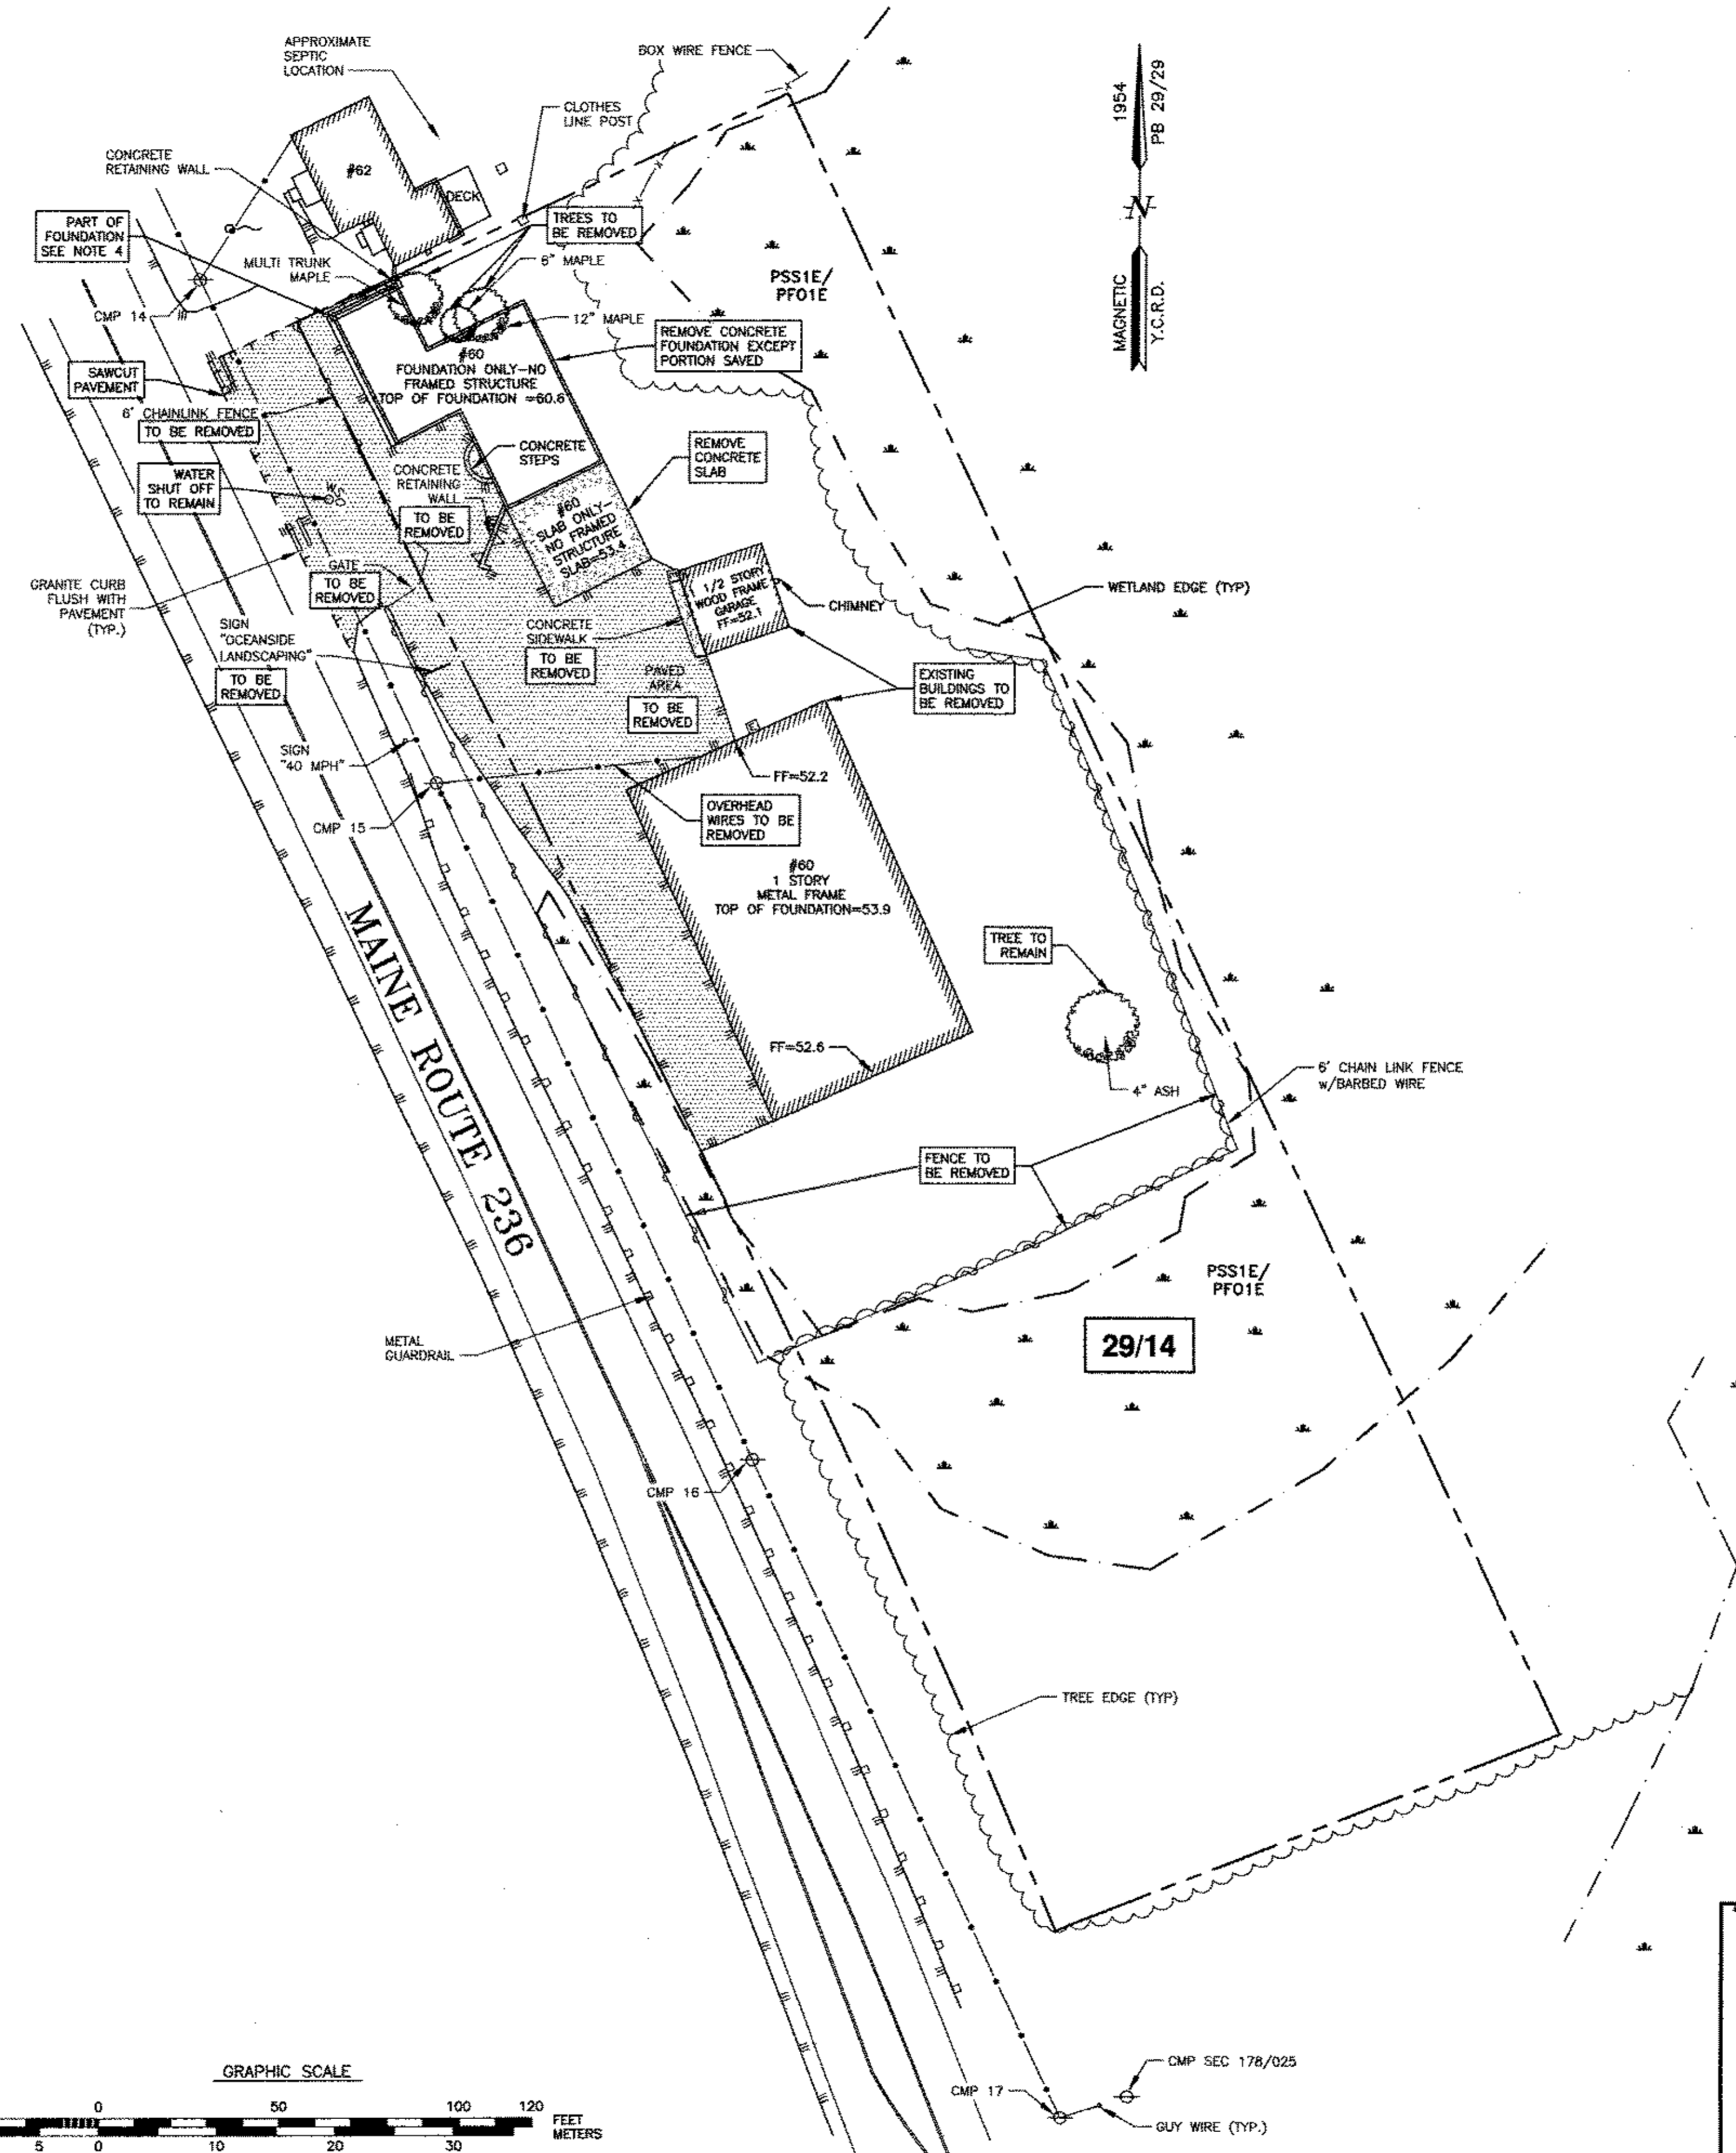 APPROXIMATE
SEPTIC
LOCATION
BOX WIRE FENCE
1954
PB 29/29
N
MAGNETIC
Y.C.R.D.
CLOTHES
LINE POST
CONCRETE
RETAINING WALL
#62
DECK
PART OF
FOUNDATION
SEE NOTE 4
TREES TO
BE REMOVED
MULTI TRUNK
MAPLE
6" MAPLE
PSS1E/
PFO1E
CMP 14
12" MAPLE
REMOVE CONCRETE
FOUNDATION EXCEPT
PORTION SAVED
#60
FOUNDATION ONLY-NO
FRAMED STRUCTURE
TOP OF FOUNDATION =60.6
SAWCUT
PAVEMENT
6' CHAINLINK FENCE
TO BE REMOVED
CONCRETE
STEPS
REMOVE
CONCRETE
SLAB
WATER
SHUT OFF
TO REMAIN
WSO
CONCRETE
RETAINING
WALL
TO BE
REMOVED
#60
SLAB ONLY-
NO FRAMED
STRUCTURE
SLAB=53.4
GRANITE CURB
FLUSH WITH
PAVEMENT
(TYP.)
GATE
TO BE
REMOVED
1 1/2 STORY
WOOD FRAME
GARAGE
FF=52.1
CHIMNEY
WETLAND EDGE (TYP)
SIGN
"OCEANSIDE
LANDSCAPING"
TO BE
REMOVED
CONCRETE
SIDEWALK
TO BE
REMOVED
PAVED
AREA
TO BE
REMOVED
EXISTING
BUILDINGS TO
BE REMOVED
SIGN
"40 MPH"
FF=52.2
CMP 15
OVERHEAD
WIRES TO BE
REMOVED
#60
1 STORY
METAL FRAME
TOP OF FOUNDATION=53.9
MAINE ROUTE 236
TREE TO
REMAIN
FF=52.6
4" ASH
6' CHAIN LINK FENCE
w/BARBED WIRE
FENCE TO
BE REMOVED
PSS1E/
PFO1E
METAL
GUARDRAIL
29/14
CMP 16
TREE EDGE (TYP)
CMP SEC 178/025
CMP 17
GUY WIRE (TYP.)
GRAPHIC SCALE
0 50 100 120
FEET
METERS
5 0 10 20 30